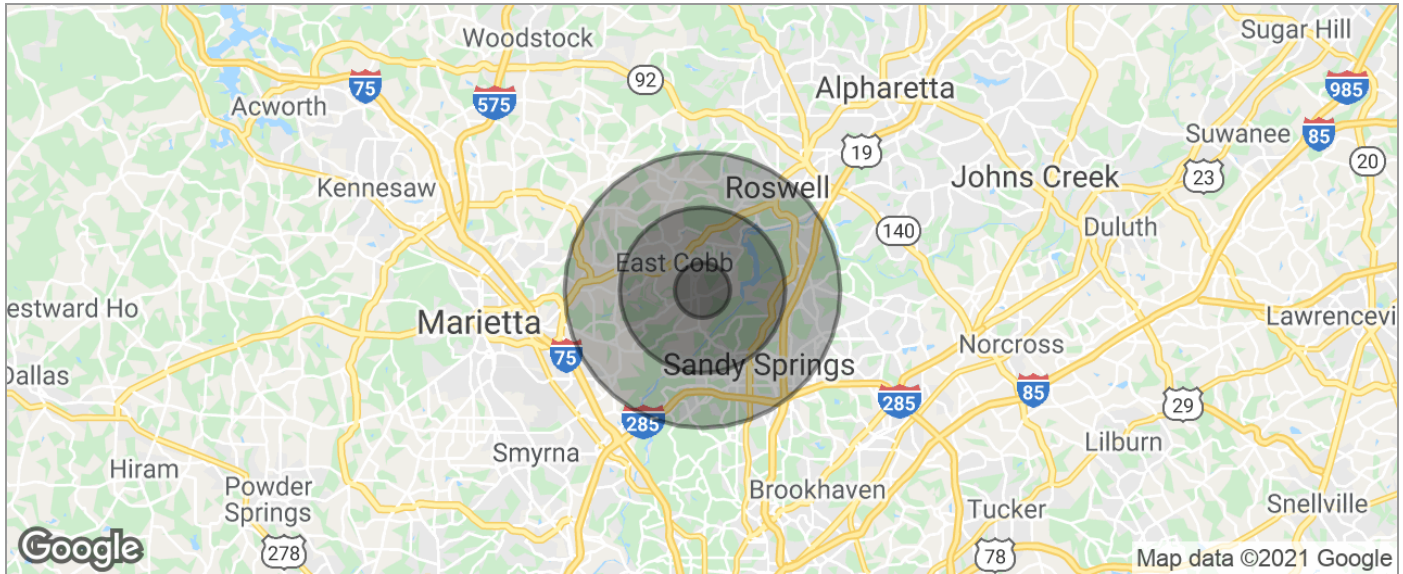 Sugar Hill
Woodstock
92
75
Alpharetta
985
575
Acworth
Suwanee
85
19
20
Kennesaw
Roswell
Johns Creek
23
140
Duluth
East Cobb
estward Ho
Marietta
Lawrencevi
Norcross
75
Sandy Springs
Dallas
85
285
29
285
Lilburn
Smyrna
Hiram
Powder
Springs
Brookhaven
Snellville
Tucker
Google
278
78
Map data ©2021 Google